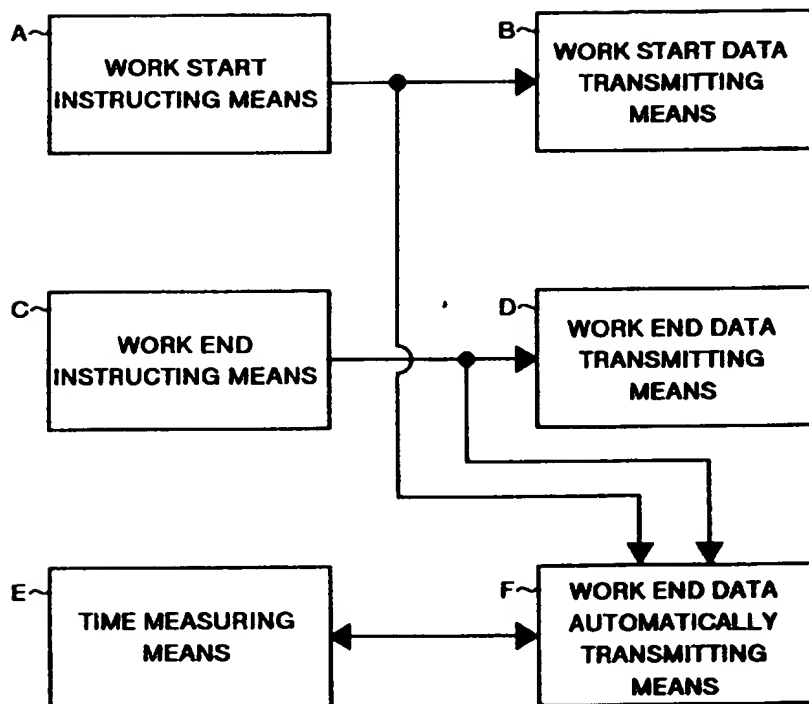 A~
WORK START
INSTRUCTING MEANS
B~
WORK START DATA
TRANSMITTING
MEANS
C~
WORK END
INSTRUCTING MEANS
D~
WORK END DATA
TRANSMITTING
MEANS
E~
TIME MEASURING
MEANS
F~
WORK END DATA
AUTOMATICALLY
TRANSMITTING
MEANS